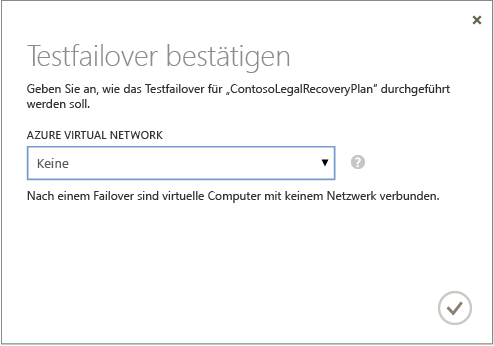 Testfailover bestätigen
Geben Sie an, wie das Testfailover für „ContosoLegalRecoveryPlan“ durchgeführt
werden soll.
AZURE VIRTUAL NETWORK
Keine
Nach einem Failover sind virtuelle Computer mit keinem Netzwerk verbunden.